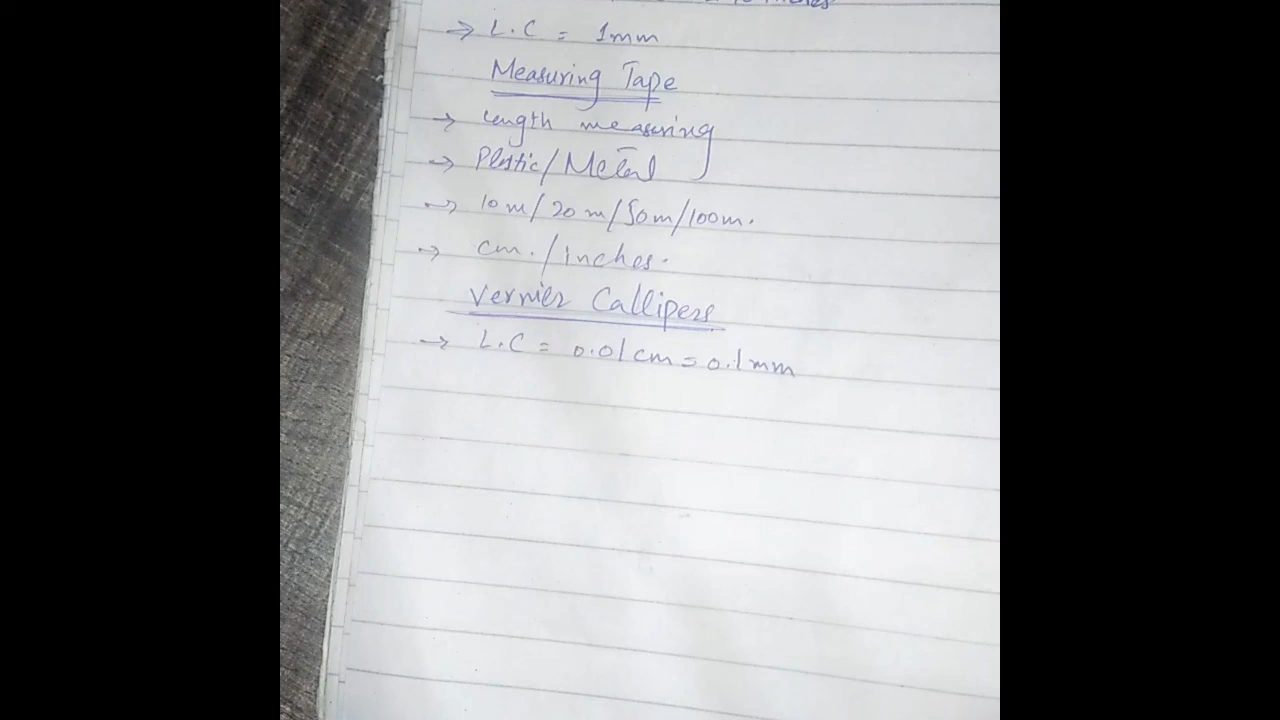 inches
⇒ L.C = 1mm
Measuring Tape
→ Length measuring
→ Plastic/Metal
→ 10m/20m/50m/100m.
→ cm./inches.
Vernier Callipers
→ L.C = 0.01cm = 0.1mm